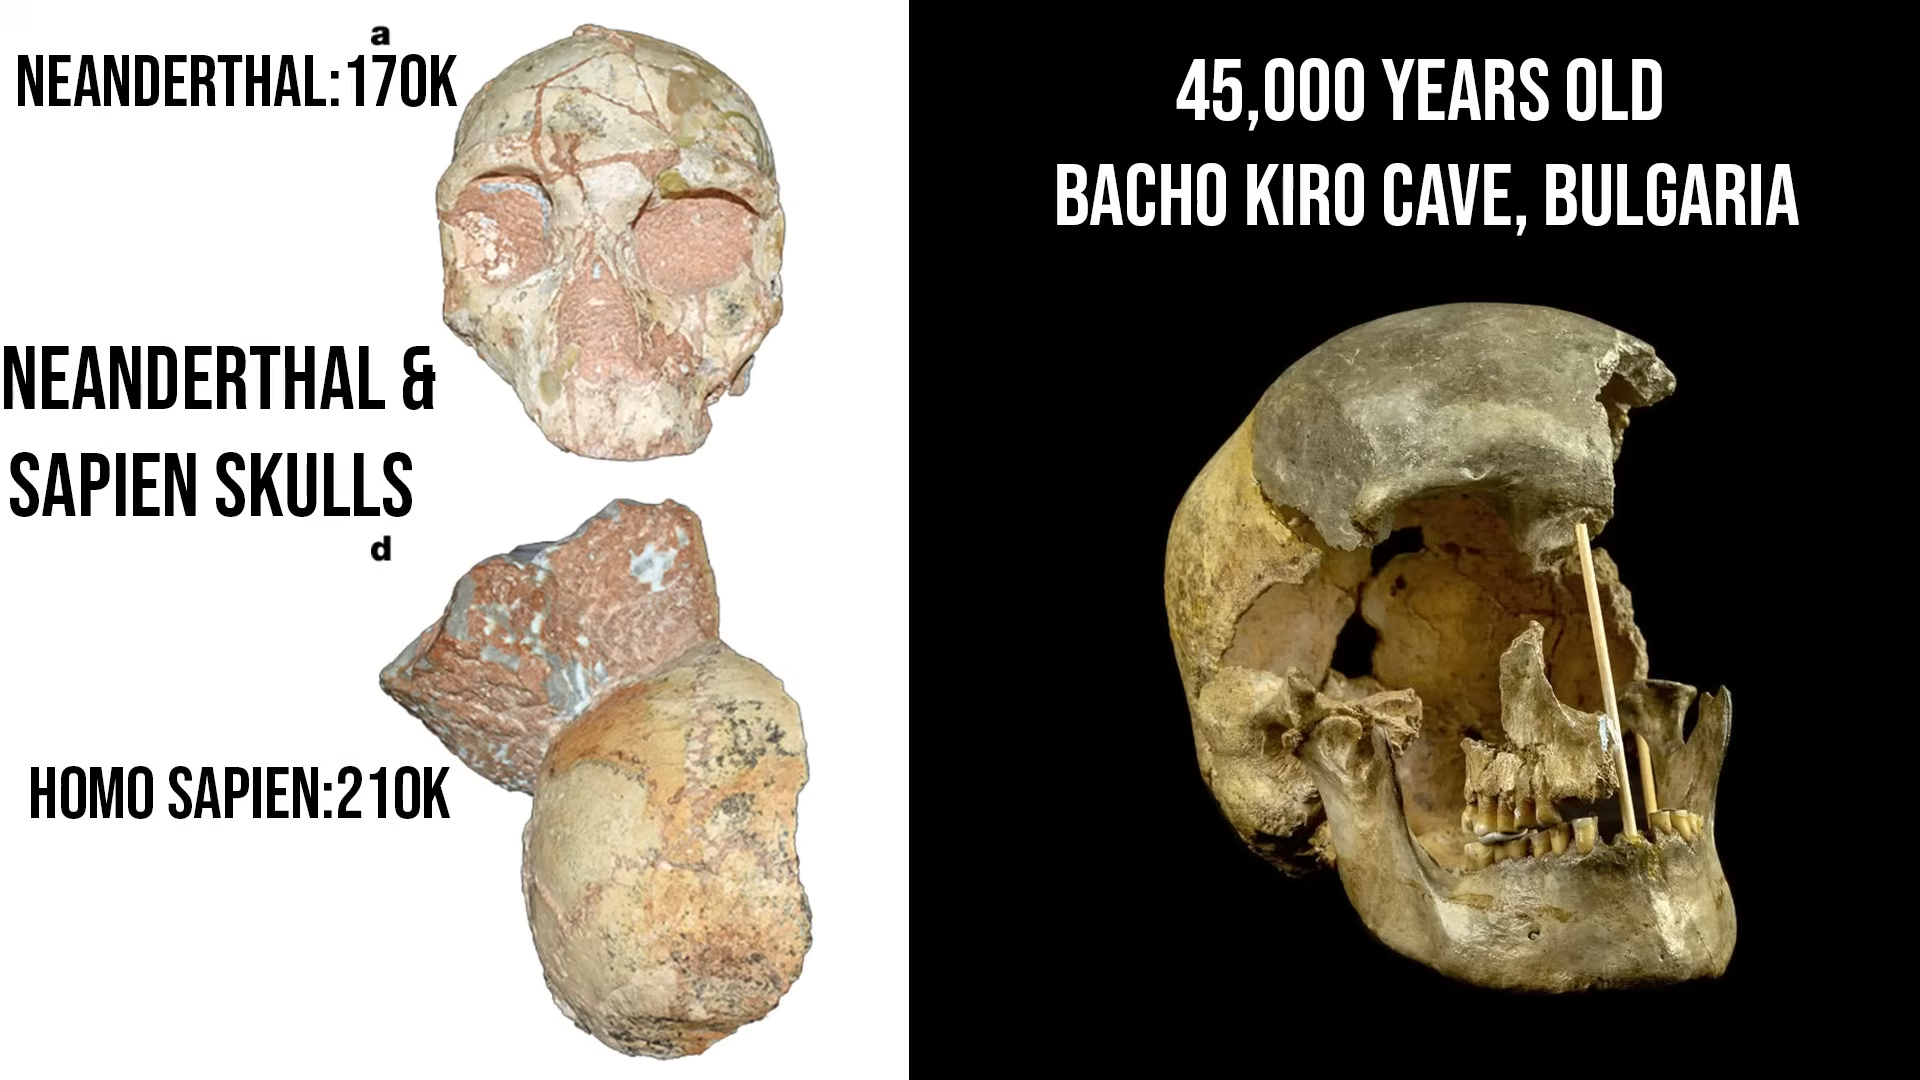 a
NEANDERTHAL:170K
NEANDERTHAL &
SAPIEN SKULLS
d
HOMO SAPIEN:210K
45,000 YEARS OLD
BACHO KIRO CAVE, BULGARIA